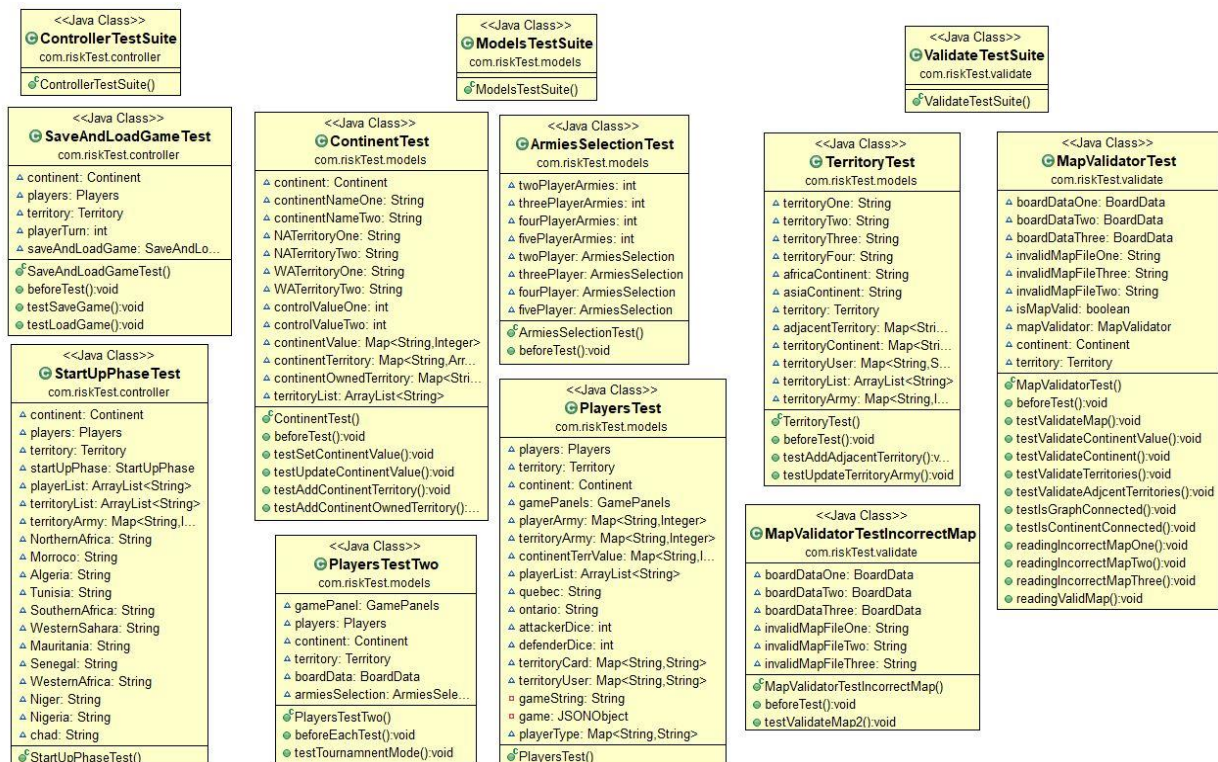 <<Java Class>>
ControllerTestSuite
com.riskTest.controller
ControllerTestSuite()
<<Java Class>>
ModelsTestSuite
com.riskTest.models
ModelsTestSuite()
<<Java Class>>
ValidateTestSuite
com.riskTest.validate
ValidateTestSuite()
<<Java Class>>
SaveAndLoadGameTest
com.riskTest.controller
continent: Continent
players: Players
territory: Territory
playerTurn: int
saveAndLoadGame: SaveAndLo...
SaveAndLoadGameTest()
beforeTest():void
testSaveGame():void
testLoadGame():void
<<Java Class>>
StartUpPhaseTest
com.riskTest.controller
continent: Continent
players: Players
territory: Territory
startUpPhase: StartUpPhase
playerList: ArrayList<String>
territoryList: ArrayList<String>
territoryArmy: Map<String,I...
NorthernAfrica: String
Morroco: String
Algeria: String
Tunisia: String
SouthernAfrica: String
WesternSahara: String
Mauritania: String
Senegal: String
WesternAfrica: String
Niger: String
Nigeria: String
chad: String
StartUpPhaseTest()
<<Java Class>>
ContinentTest
com.riskTest.models
continent: Continent
continentNameOne: String
continentNameTwo: String
NATerritoryOne: String
NATerritoryTwo: String
WATerritoryOne: String
WATerritoryTwo: String
controlValueOne: int
controlValueTwo: int
continentValue: Map<String,Integer>
continentTerritory: Map<String,Arr...
continentOwnedTerritory: Map<Stri...
territoryList: ArrayList<String>
ContinentTest()
beforeTest():void
testSetContinentValue():void
testUpdateContinentValue():void
testAddContinentTerritory():void
testAddContinentOwnedTerritory():...
<<Java Class>>
PlayersTestTwo
com.riskTest.models
gamePanel: GamePanels
players: Players
continent: Continent
territory: Territory
boardData: BoardData
armiesSelection: ArmiesSele...
PlayersTestTwo()
beforeEachTest():void
testTournamnentMode():void
<<Java Class>>
ArmiesSelectionTest
com.riskTest.models
twoPlayerArmies: int
threePlayerArmies: int
fourPlayerArmies: int
fivePlayerArmies: int
twoPlayer: ArmiesSelection
threePlayer: ArmiesSelection
fourPlayer: ArmiesSelection
fivePlayer: ArmiesSelection
ArmiesSelectionTest()
beforeTest():void
<<Java Class>>
PlayersTest
com.riskTest.models
players: Players
territory: Territory
continent: Continent
gamePanels: GamePanels
playerArmy: Map<String,Integer>
territoryArmy: Map<String,Integer>
continentTerrValue: Map<String,I...
playerList: ArrayList<String>
quebec: String
ontario: String
attackerDice: int
defenderDice: int
territoryCard: Map<String,String>
territoryUser: Map<String,String>
gameString: String
game: JSONObject
playerType: Map<String,String>
PlayersTest()
<<Java Class>>
TerritoryTest
com.riskTest.models
territoryOne: String
territoryTwo: String
territoryThree: String
territoryFour: String
africaContinent: String
asiaContinent: String
territory: Territory
adjacentTerritory: Map<Stri...
territoryContinent: Map<Stri...
territoryUser: Map<String,S...
territoryList: ArrayList<String>
territoryArmy: Map<String,I...
TerritoryTest()
beforeTest():void
testAddAdjacentTerritory():v...
testUpdateTerritoryArmy():void
<<Java Class>>
MapValidatorTestIncorrectMap
com.riskTest.validate
boardDataOne: BoardData
boardDataTwo: BoardData
boardDataThree: BoardData
invalidMapFileOne: String
invalidMapFileTwo: String
invalidMapFileThree: String
MapValidatorTestIncorrectMap()
beforeTest():void
testValidateMap2():void
<<Java Class>>
MapValidatorTest
com.riskTest.validate
boardDataOne: BoardData
boardDataTwo: BoardData
boardDataThree: BoardData
invalidMapFileOne: String
invalidMapFileThree: String
invalidMapFileTwo: String
isMapValid: boolean
mapValidator: MapValidator
continent: Continent
territory: Territory
MapValidatorTest()
beforeTest():void
testValidateMap():void
testValidateContinentValue():void
testValidateContinent():void
testValidateTerritories():void
testValidateAdjcentTerritories():void
testIsGraphConnected():void
testIsContinentConnected():void
readingIncorrectMapOne():void
readingIncorrectMapTwo():void
readingIncorrectMapThree():void
readingValidMap():void